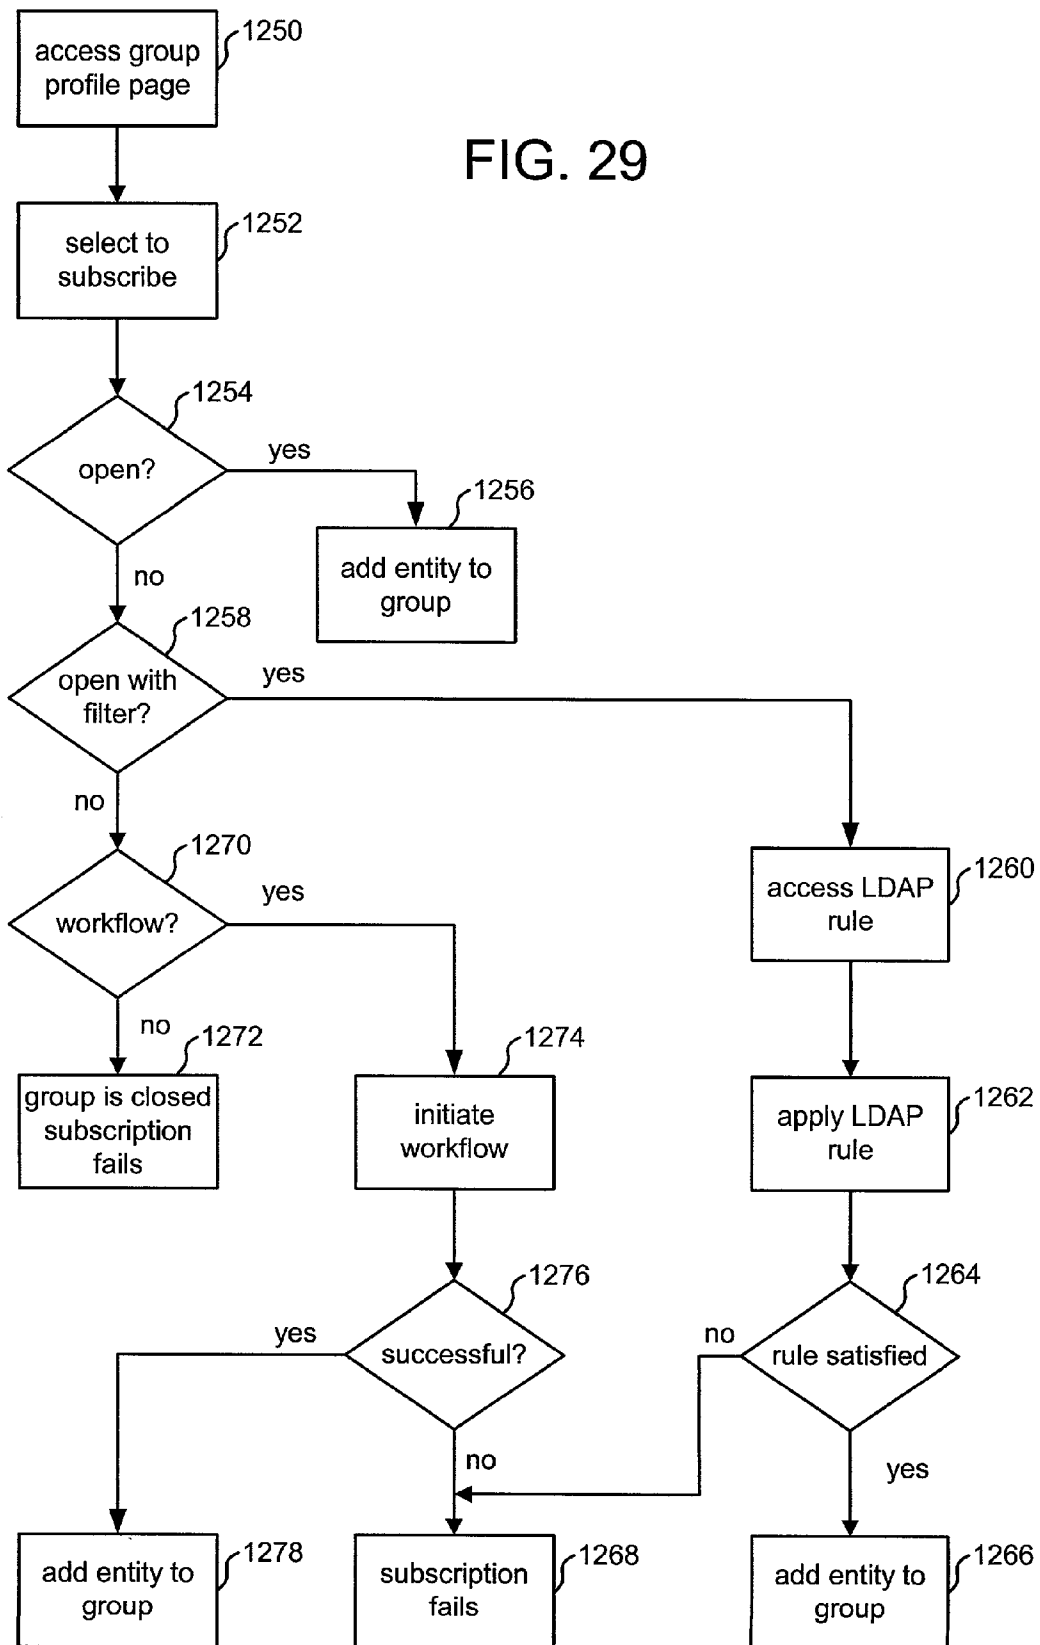 1250
access group
profile page
FIG. 29
1252
select to
subscribe
1254
open?
yes
1256
add entity to
group
no
1258
open with
filter?
yes
no
1270
workflow?
yes
1260
access LDAP
rule
no
1272
group is closed
subscription
fails
1274
initiate
workflow
1262
apply LDAP
rule
1276
successful?
yes
no
1264
rule satisfied
no
yes
1278
add entity to
group
1268
subscription
fails
1266
add entity to
group